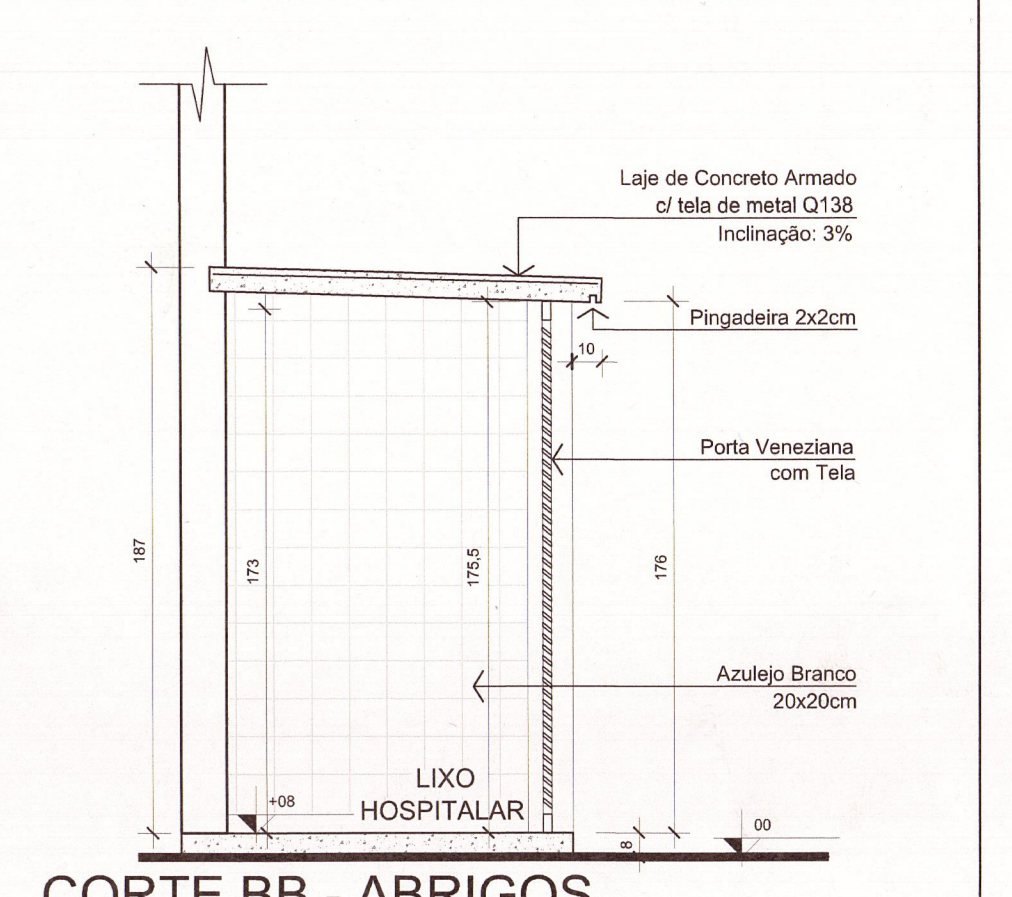 Laje de Concreto Armado
c/ tela de metal Q138
Inclinação: 3%
Pingadeira 2x2cm
10
Porta Veneziana
com Tela
187
173
175,5
176
Azulejo Branco
20x20cm
LIXO
HOSPITALAR
+08
00
8
CORTE BB - ABRIGOS